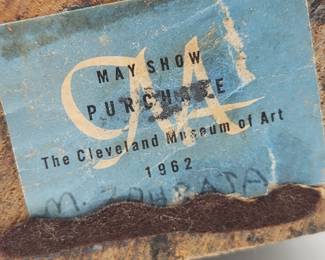 MAY SHOW
PURCHASE
The Cleveland Museum of Art
1962